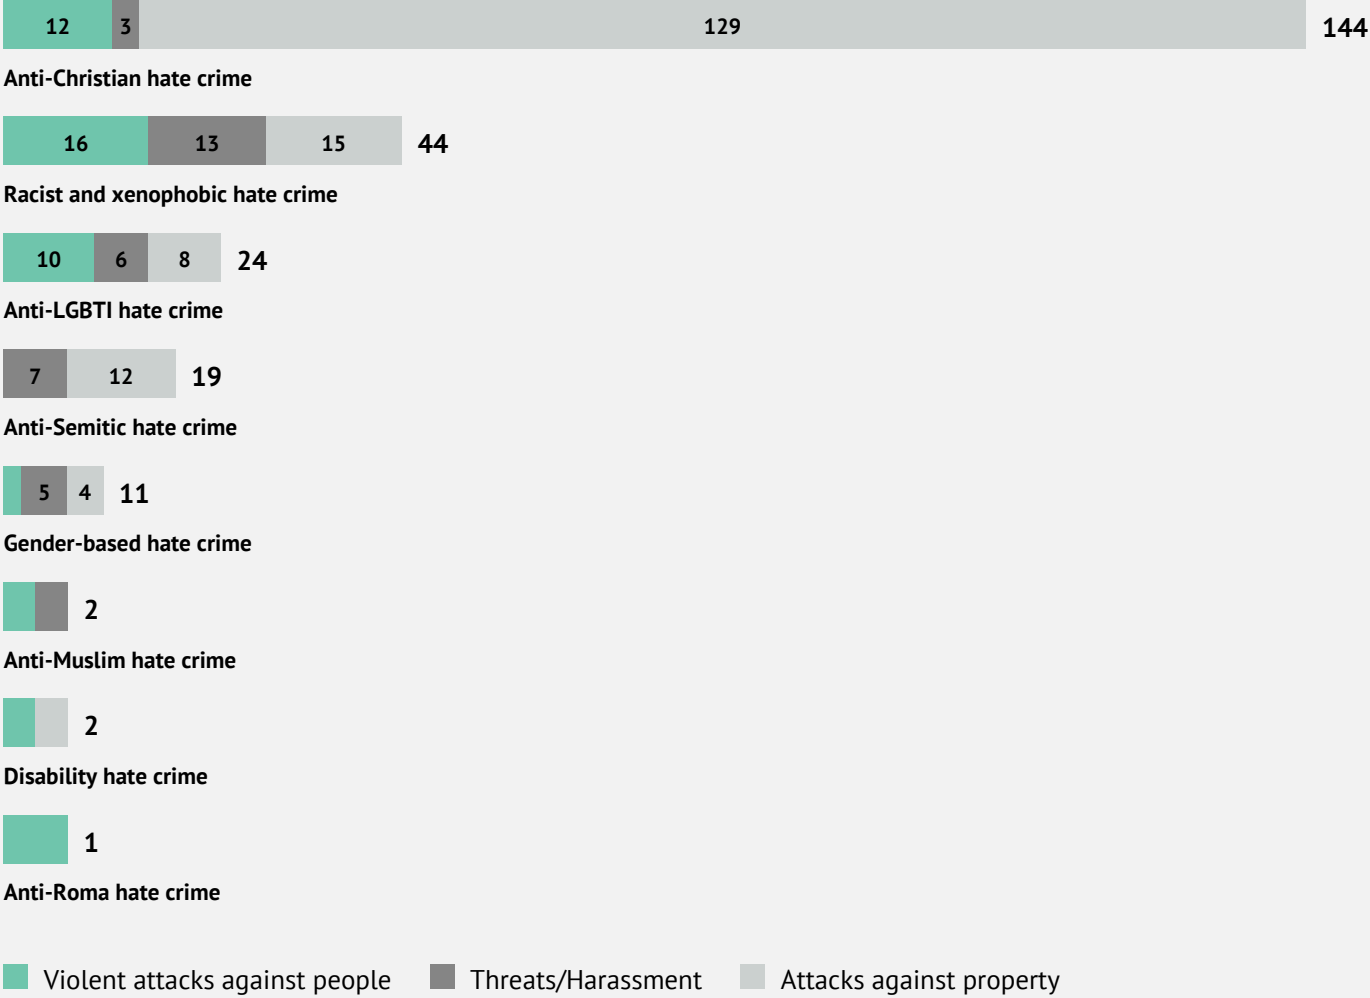 12 3 129 144
Anti-Christian hate crime
16 13 15 44
Racist and xenophobic hate crime
10 6 8 24
Anti-LGBTI hate crime
7 12 19
Anti-Semitic hate crime
5 4 11
Gender-based hate crime
2
Anti-Muslim hate crime
2
Disability hate crime
1
Anti-Roma hate crime
Violent attacks against people Threats/Harassment Attacks against property